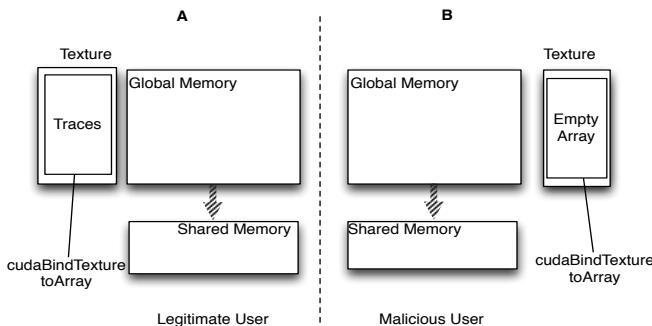 A
B
Texture
Global Memory
Traces
Shared Memory
cudaBindTexture
toArray
Legitimate User
Texture
Global Memory
Empty
Array
Shared Memory
cudaBindTexture
toArray
Malicious User